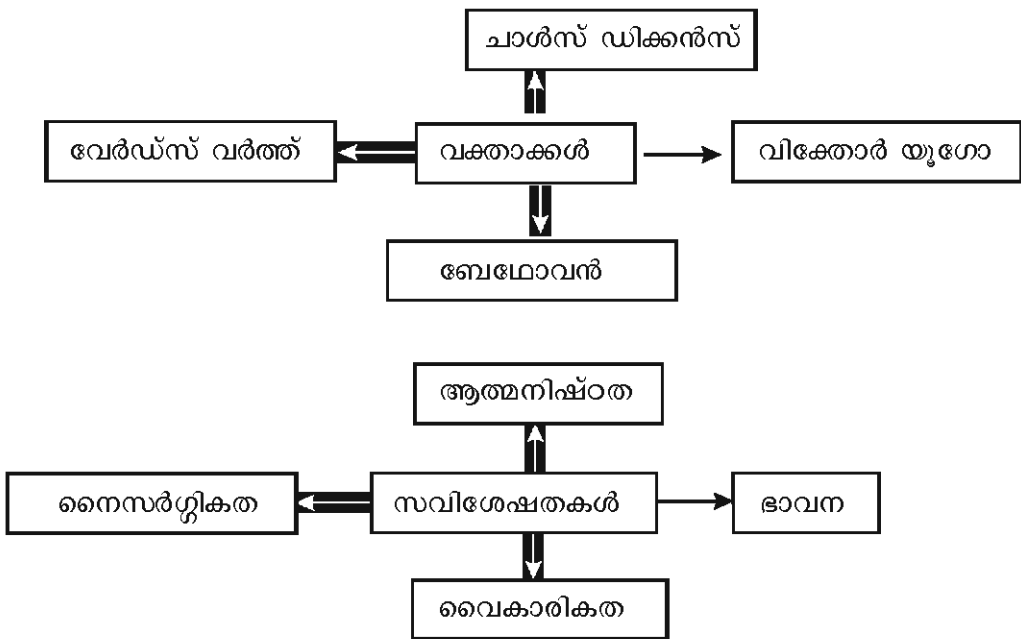 ചാൾസ് ഡിക്കൻസ്
വേർഡ്സ് വർത്ത്
വക്താക്കൾ
വിക്തോർ യൂഗോ
ബേഥോവൻ
ആത്മനിഷ്ഠത
നൈസർഗ്ഗികത
സവിശേഷതകൾ
ഭാവന
വൈകാരികത